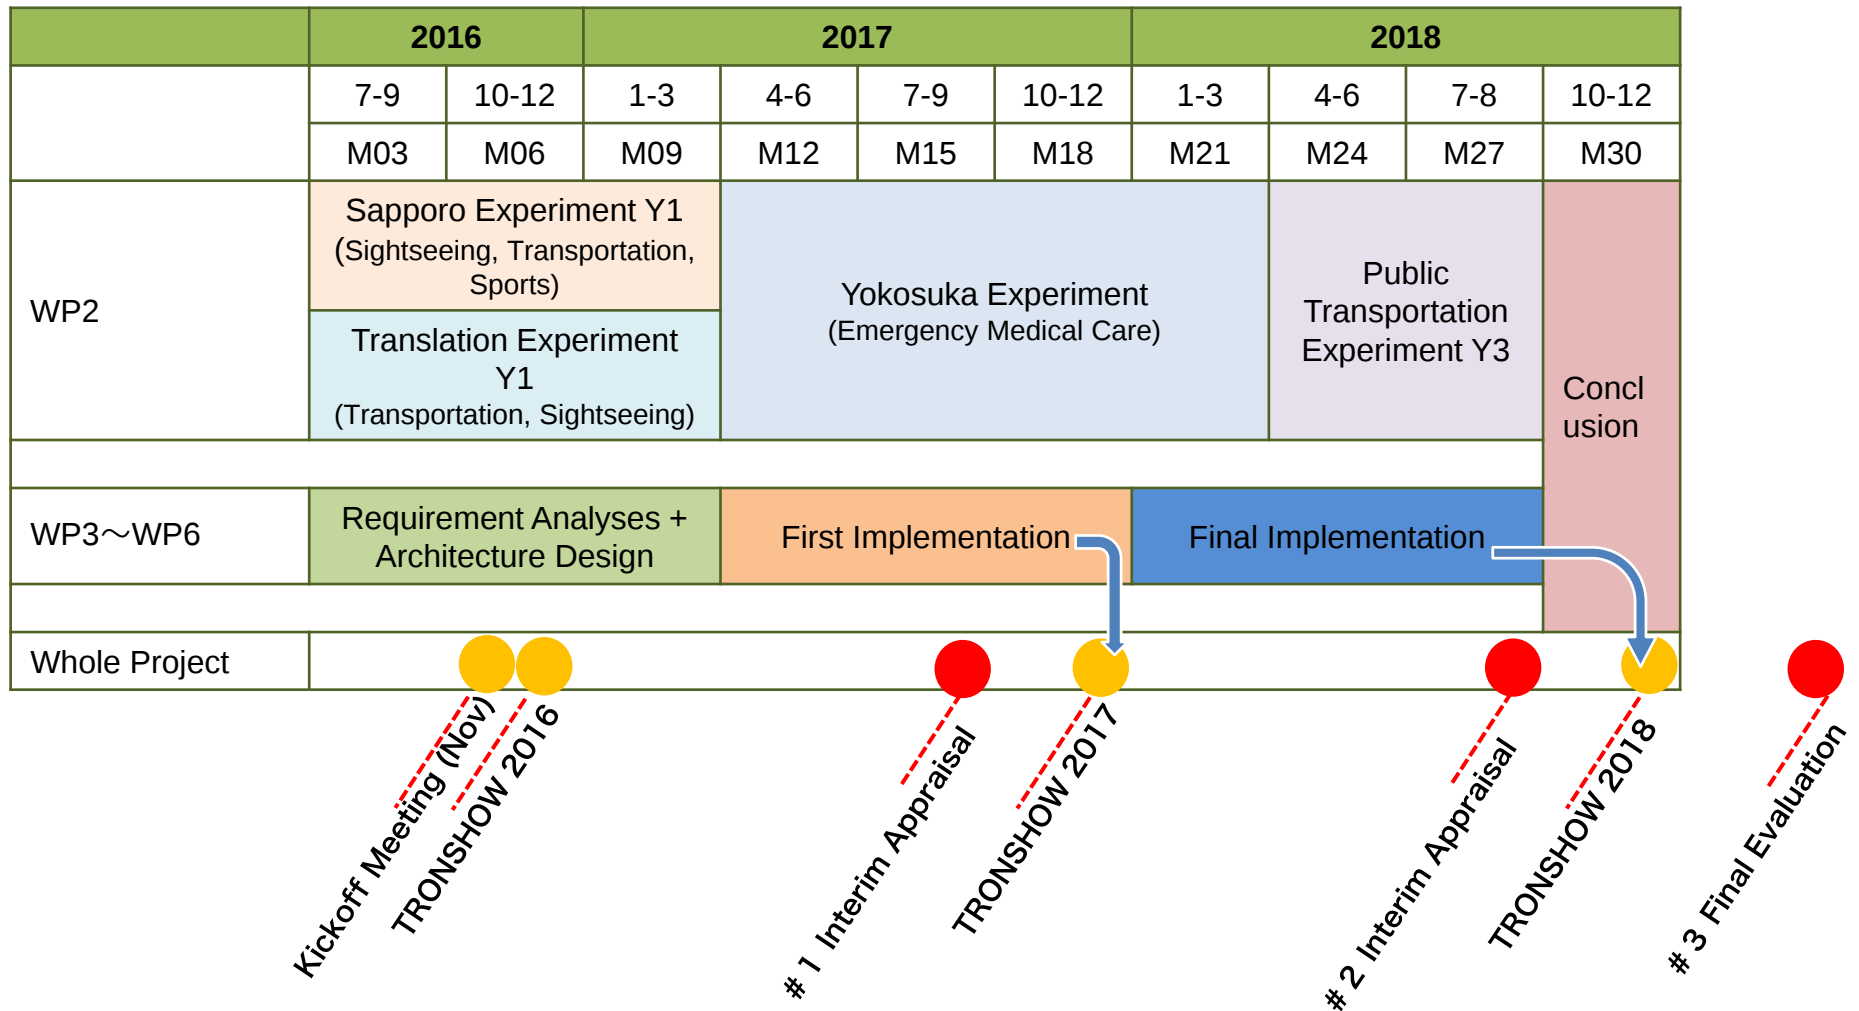 2016 2017 2018
7-9 10-12 1-3 4-6 7-9 10-12 1-3 4-6 7-8 10-12
M03 M06 M09 M12 M15 M18 M21 M24 M27 M30
WP2
Sapporo Experiment Y1
(Sightseeing, Transportation,
Sports)
Translation Experiment
Y1
(Transportation, Sightseeing)
Yokosuka Experiment
(Emergency Medical Care)
Public
Transportation
Experiment Y3
Concl
usion
WP3～WP6
Requirement Analyses +
Architecture Design
First Implementation
Final Implementation
Whole Project
Kickoff Meeting (Nov)
TRONSHOW 2016
# 1 Interim Appraisal
TRONSHOW 2017
# 2 Interim Appraisal
TRONSHOW 2018
# 3 Final Evaluation